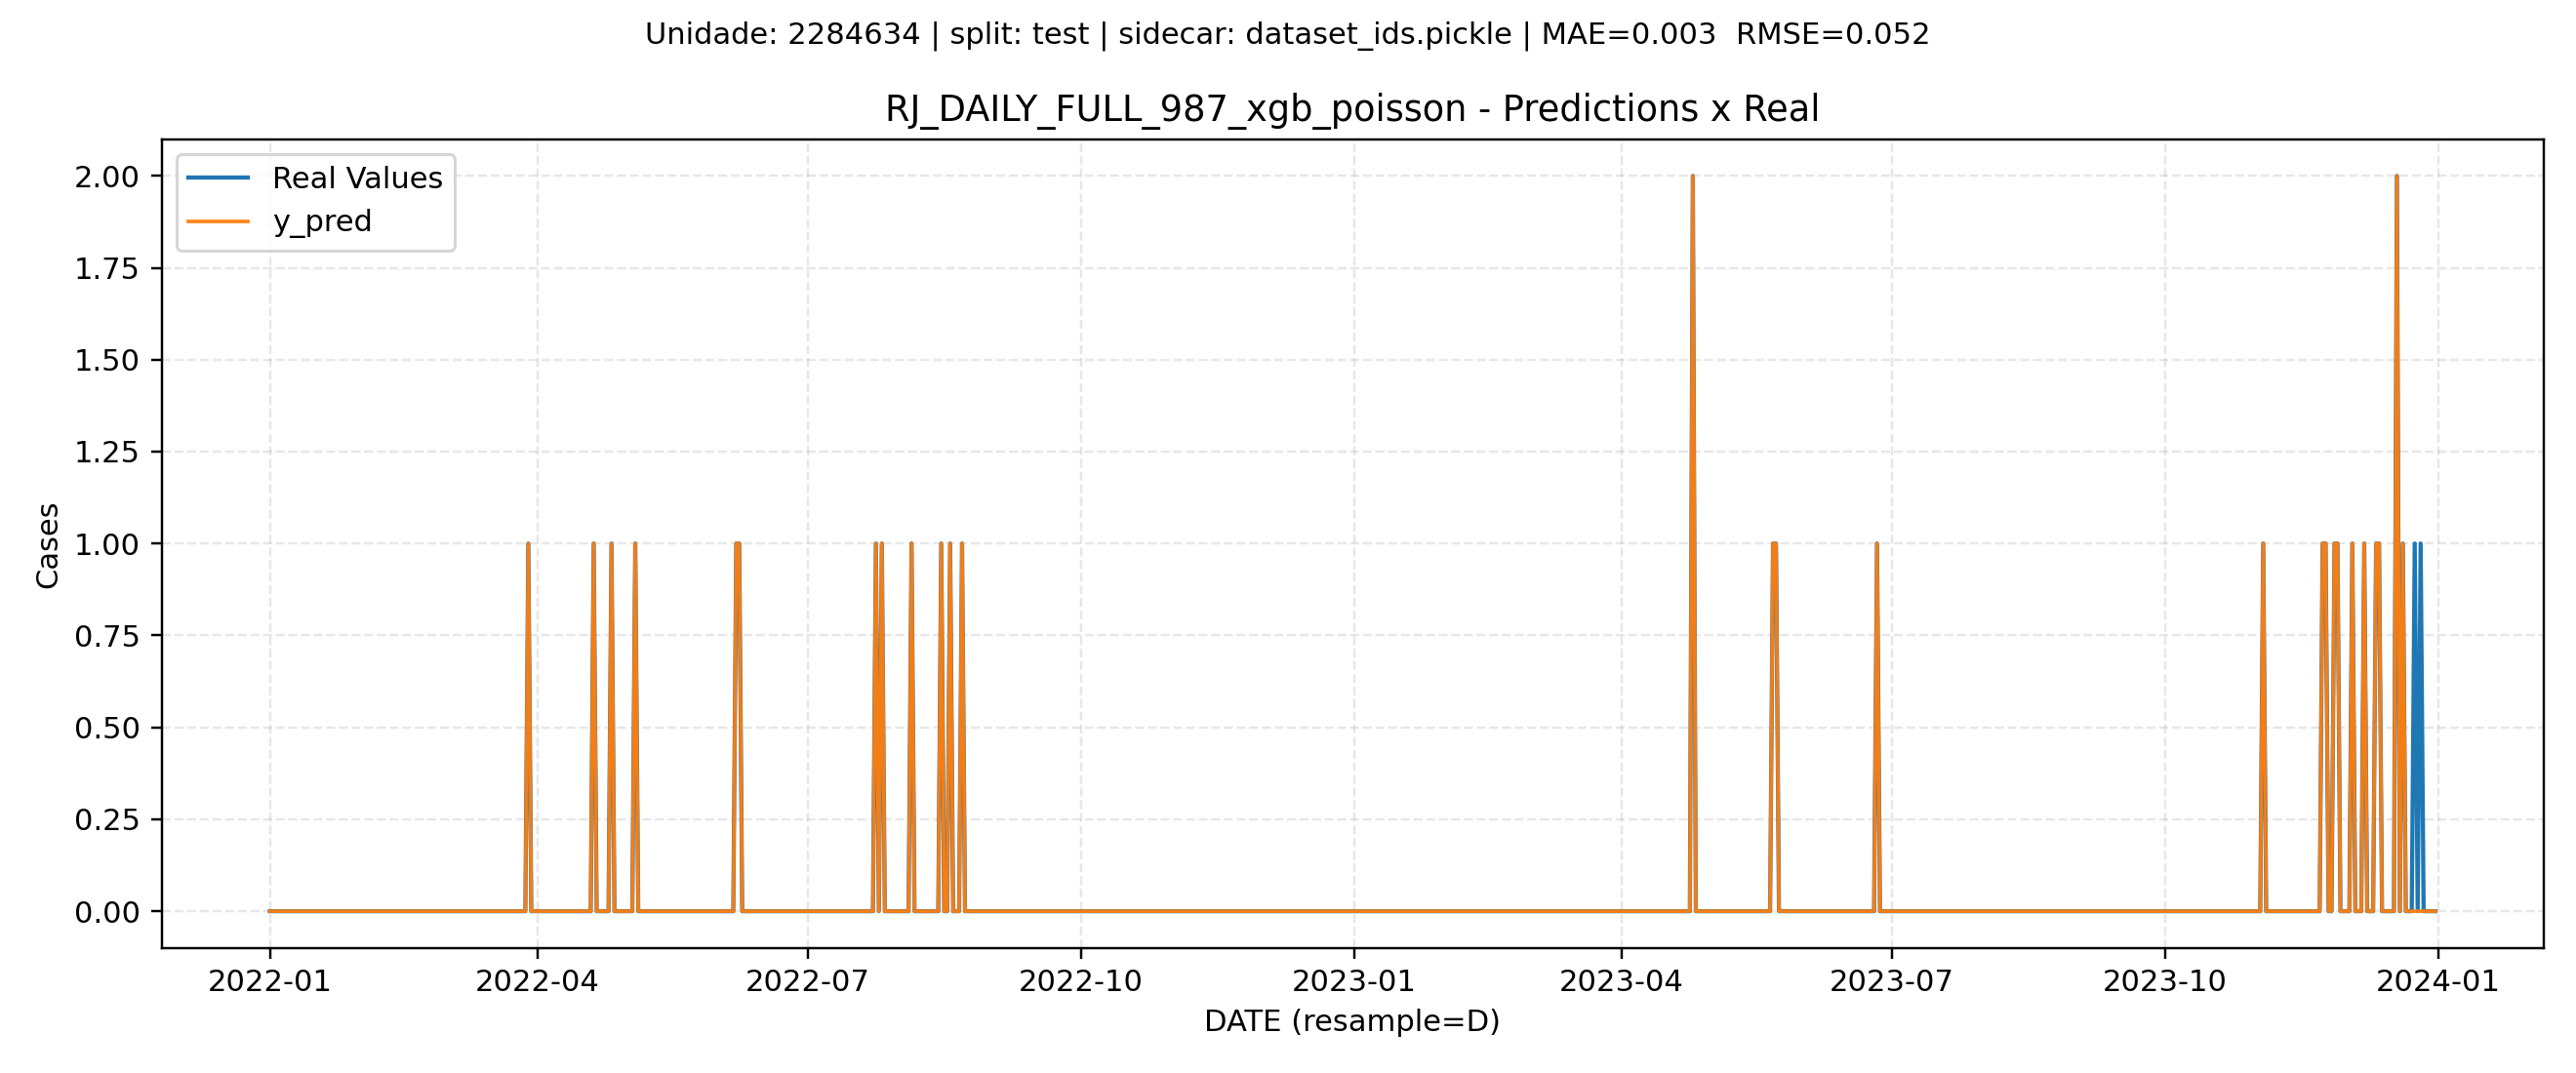 Unidade: 2284634 | split: test | sidecar: dataset_ids.pickle | MAE=0.003  RMSE=0.052
RJ_DAILY_FULL_987_xgb_poisson - Predictions x Real
Real Values
y_pred
2.00
1.75
1.50
1.25
1.00
0.75
0.50
0.25
0.00
Cases
2022-01 2022-04 2022-07 2022-10 2023-01 2023-04 2023-07 2023-10 2024-01
DATE (resample=D)